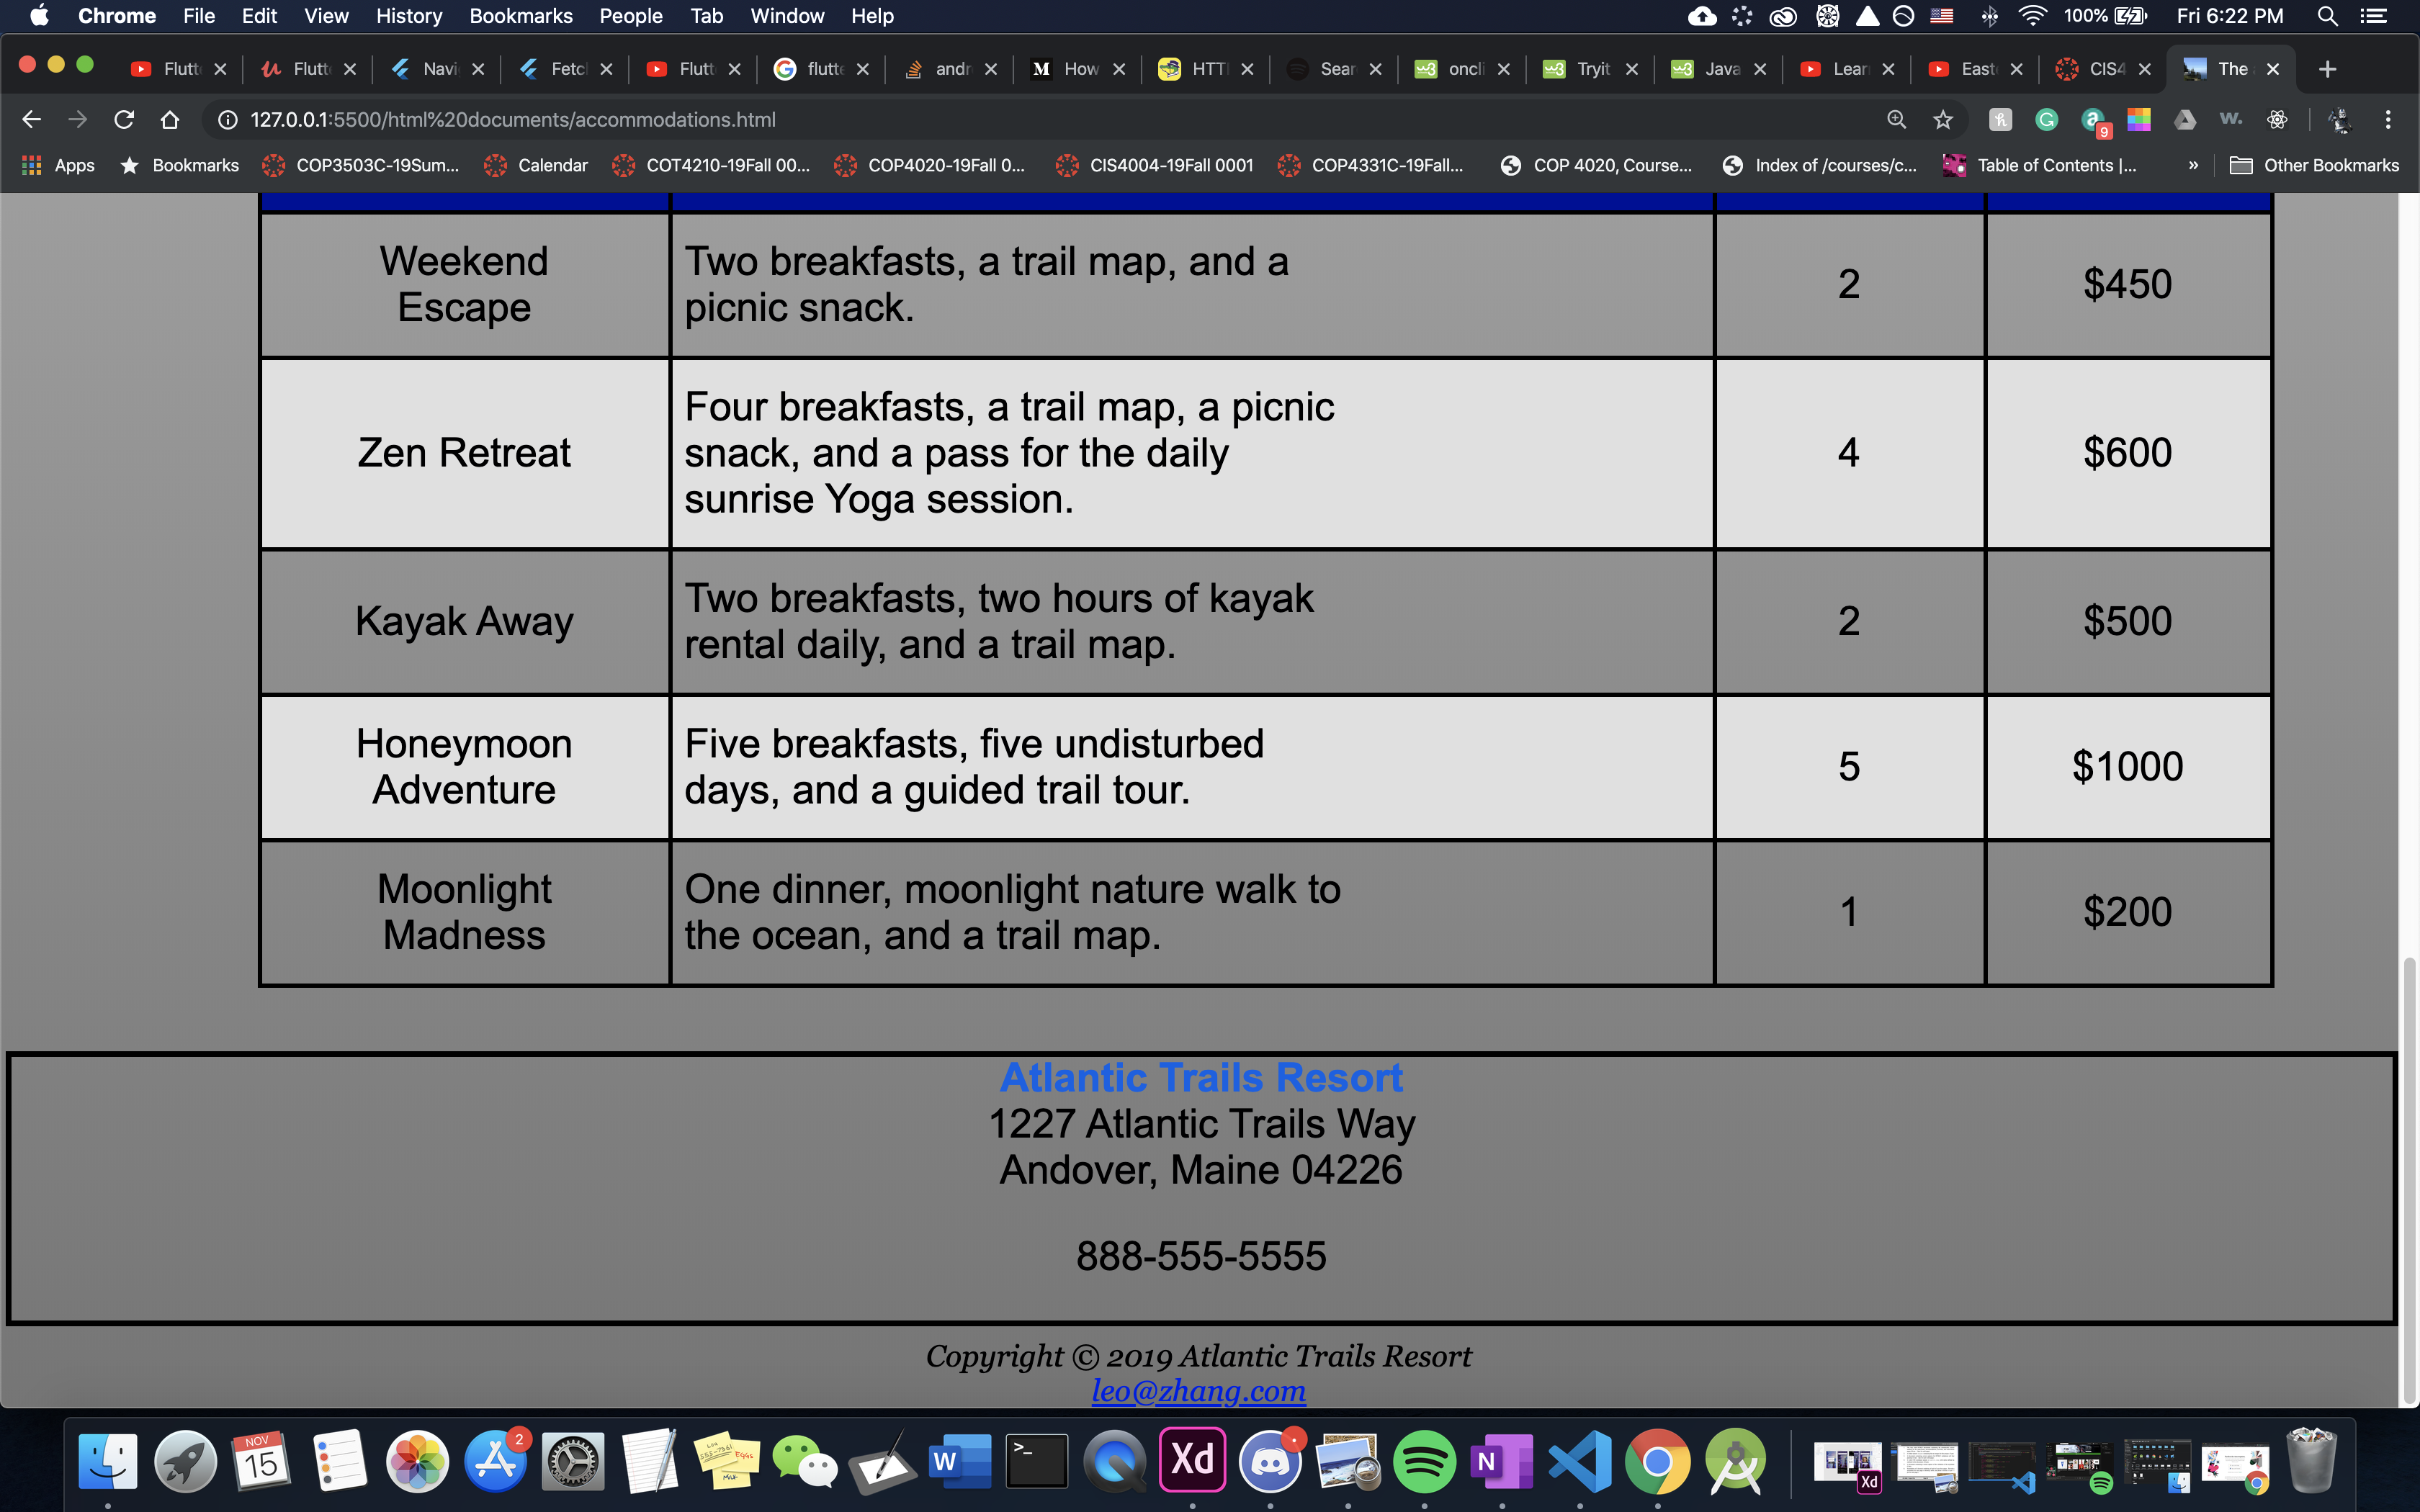 Chrome File Edit View History Bookmarks People Tab Window Help 100% Fri 6:22 PM
Flutt Flutt Navi Fetcl Flutt flutte andr How HTTI Sear oncli Tryit Java Lear East CIS4 The
127.0.0.1:5500/html%20documents/accommodations.html 9
Apps Bookmarks COP3503C-19Sum... Calendar COT4210-19Fall 00... COP4020-19Fall 0... CIS4004-19Fall 0001 COP4331C-19Fall... COP 4020, Course... Index of /courses/c... Table of Contents |... » Other Bookmarks
Weekend
Escape
Two breakfasts, a trail map, and a
picnic snack.
2
$450
Zen Retreat
Four breakfasts, a trail map, a picnic
snack, and a pass for the daily
sunrise Yoga session.
4
$600
Kayak Away
Two breakfasts, two hours of kayak
rental daily, and a trail map.
2
$500
Honeymoon
Adventure
Five breakfasts, five undisturbed
days, and a guided trail tour.
5
$1000
Moonlight
Madness
One dinner, moonlight nature walk to
the ocean, and a trail map.
1
$200
Atlantic Trails Resort
1227 Atlantic Trails Way
Andover, Maine 04226
888-555-5555
Copyright © 2019 Atlantic Trails Resort
leo@zhang.com
NOV
15
2
W
>_
Xd
N
Xd